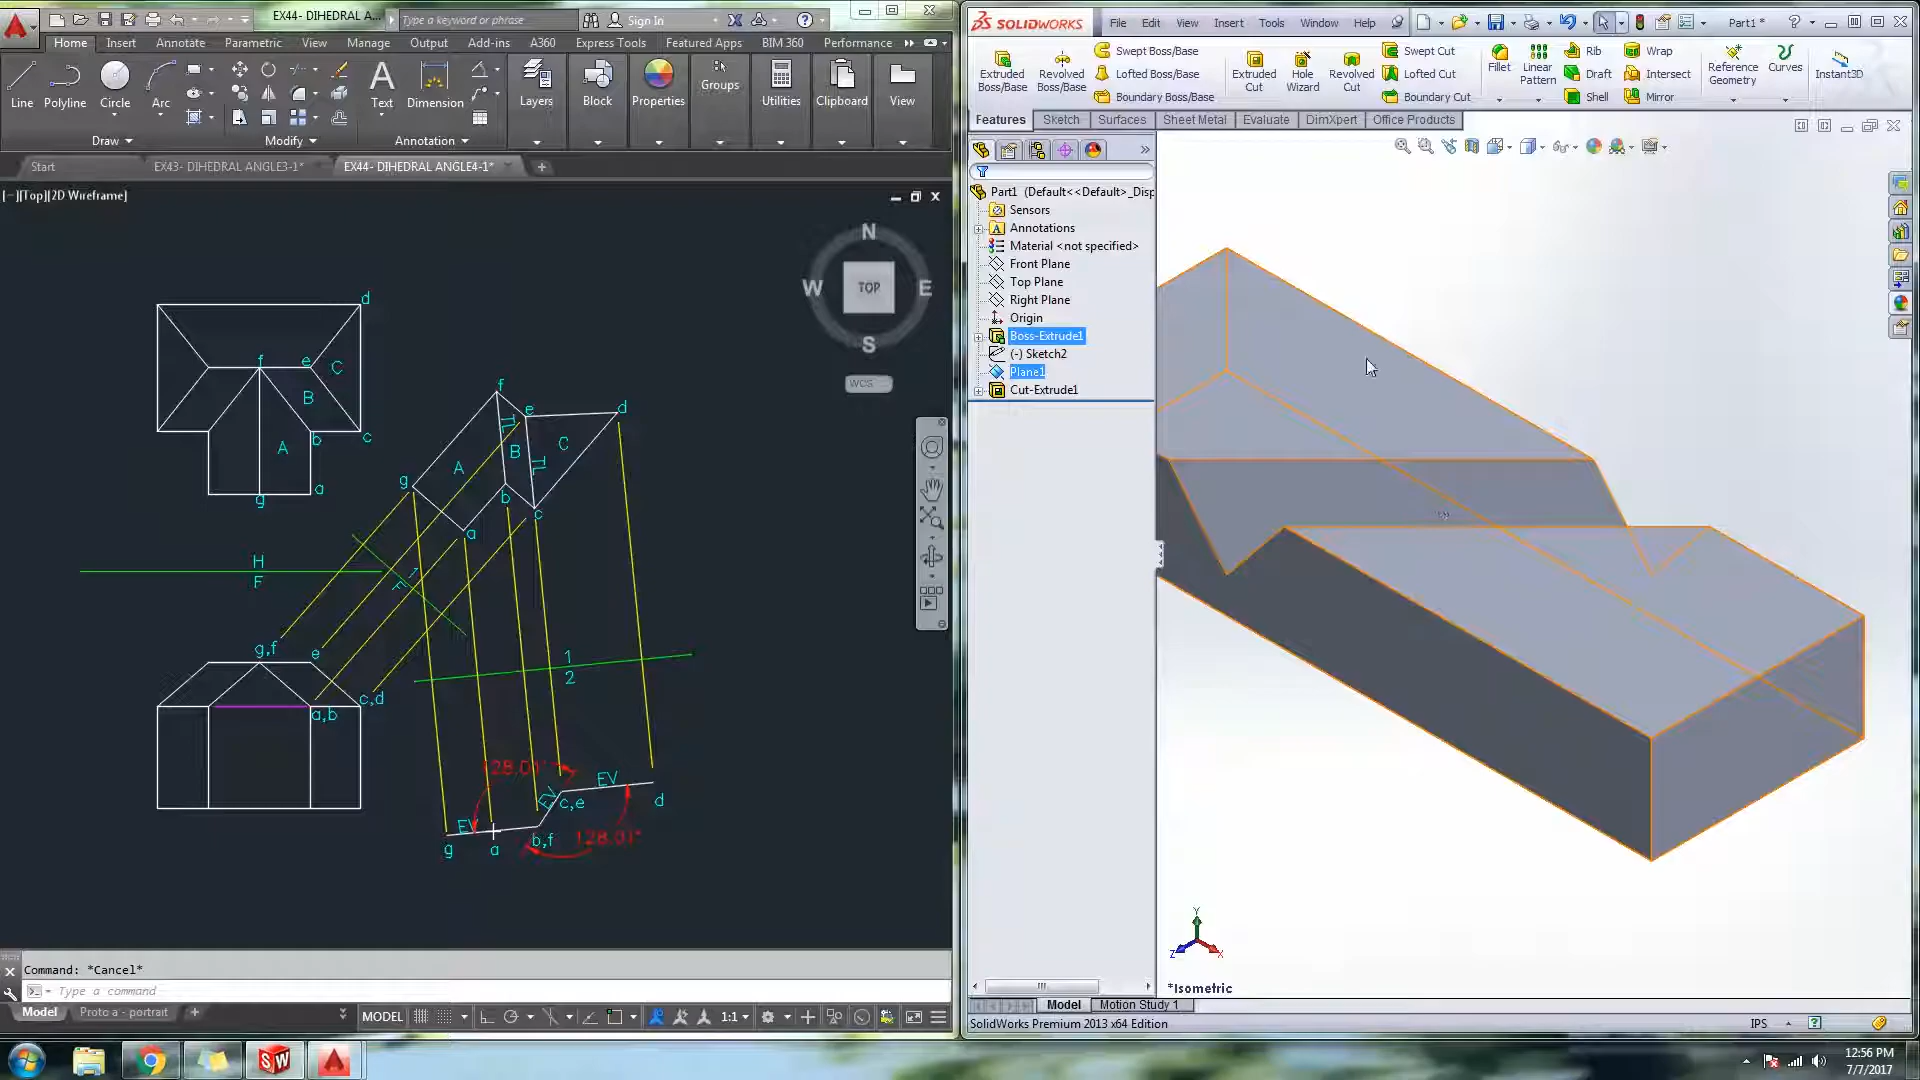 EX44- DIHEDRAL A...
Type a keyword or phrase
Sign In
Home Insert Annotate Parametric View Manage Output Add-ins A360 Express Tools Featured Apps BIM 360 Performance
Line Polyline Circle Arc
Text Dimension
Layers Block Properties Groups Utilities Clipboard View
Draw Modify Annotation
Start EX43- DIHEDRAL ANGLE3-1* EX44- DIHEDRAL ANGLE4-1*
[−][Top][2D Wireframe]
N
W TOP E
S
WCS
d
f e C
B
A b c
g a
f
e d
TL
B C
A TL
g
b
c
a
H
F
1
F
g,f e
c,d
a,b
1
2
128.01°
EV
EV c,e d
EV
128.01°
g a b,f
Command: *Cancel*
Type a command
Model Proto a - portrait
MODEL 1:1
SOLIDWORKS File Edit View Insert Tools Window Help Part1 *
Extruded Boss/Base
Revolved Boss/Base
Swept Boss/Base
Lofted Boss/Base
Boundary Boss/Base
Extruded Cut
Hole Wizard
Revolved Cut
Swept Cut
Lofted Cut
Boundary Cut
Fillet
Linear Pattern
Rib
Draft
Shell
Wrap
Intersect
Mirror
Reference Geometry
Curves
Instant3D
Features Sketch Surfaces Sheet Metal Evaluate DimXpert Office Products
Part1 (Default<<Default>_Disp
Sensors
Annotations
Material <not specified>
Front Plane
Top Plane
Right Plane
Origin
Boss-Extrude1
(-) Sketch2
Plane1
Cut-Extrude1
Y
Z X
*Isometric
Model Motion Study 1
SolidWorks Premium 2013 x64 Edition
IPS
12:56 PM
7/7/2017